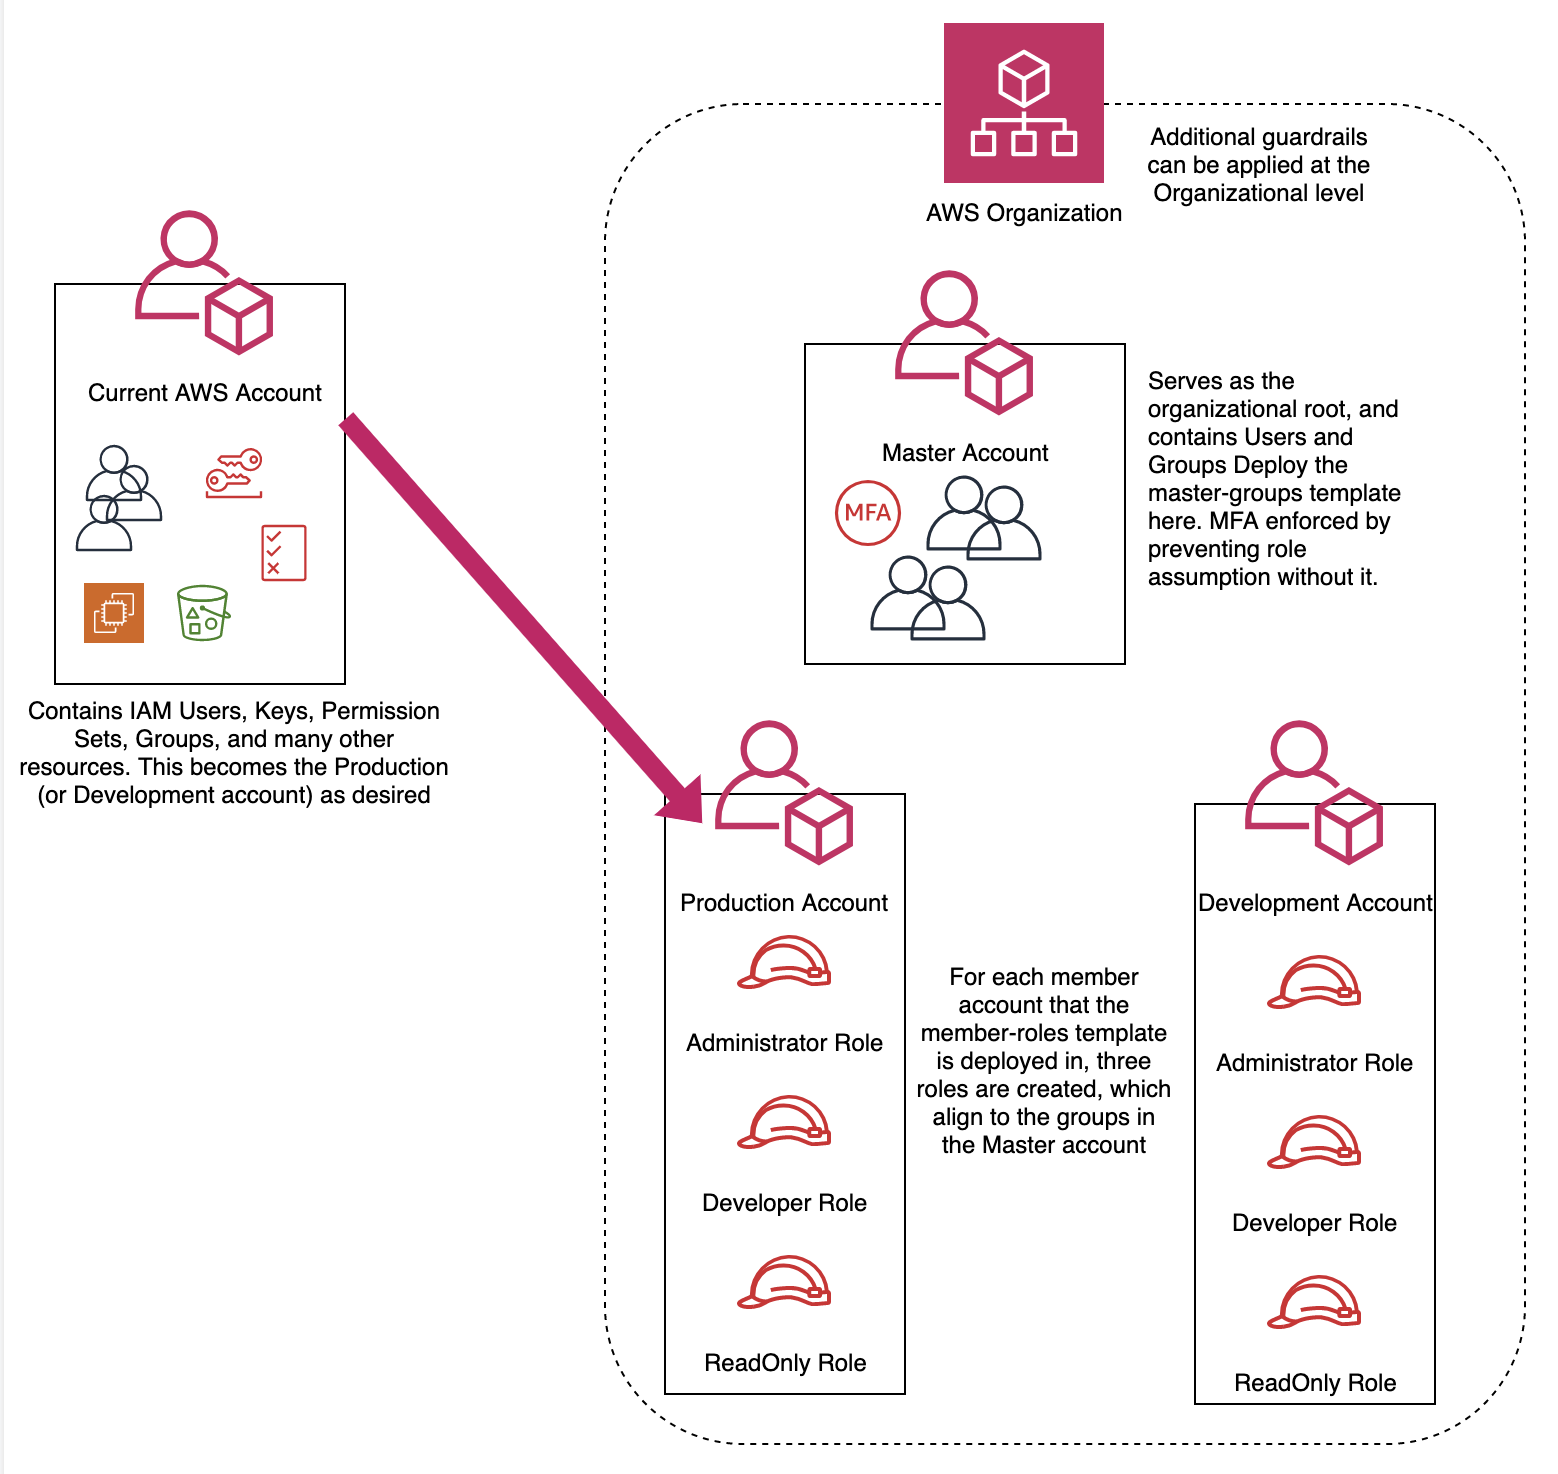 Additional guardrails
can be applied at the
Organizational level
AWS Organization
Current AWS Account
Contains IAM Users, Keys, Permission
Sets, Groups, and many other
resources. This becomes the Production
(or Development account) as desired
Master Account
MFA
Serves as the
organizational root, and
contains Users and
Groups Deploy the
master-groups template
here. MFA enforced by
preventing role
assumption without it.
Production Account
Administrator Role
Developer Role
ReadOnly Role
For each member
account that the
member-roles template
is deployed in, three
roles are created, which
align to the groups in
the Master account
Development Account
Administrator Role
Developer Role
ReadOnly Role